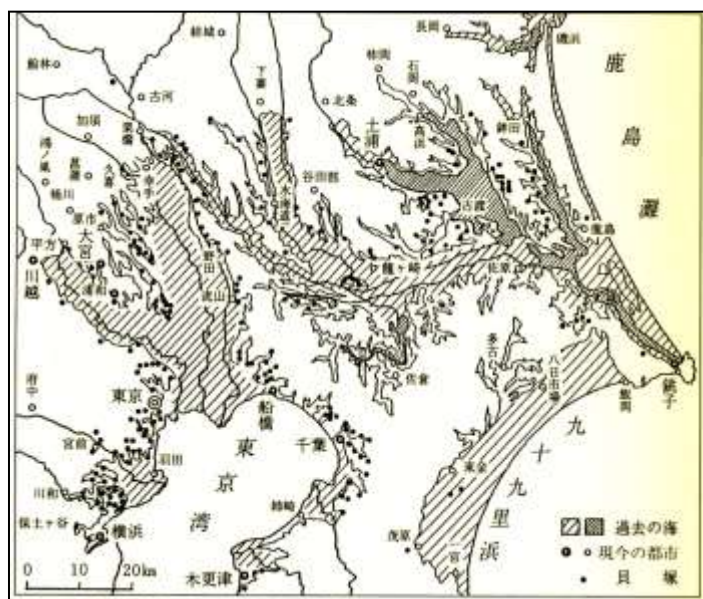 長岡
磯浜
結城
柿岡
石岡
館林
下妻
鹿島灘
古河
北条
加須
栗橋
土浦
高浜
鉾田
鴻ノ巣
菖蒲
久喜
幸手
水海道
谷田部
桶川
原市
古渡
鹿島
平方
大宮
野田
龍ヶ崎
佐原
川越
浦和
流山
多古
八日市場
佐倉
飯岡
銚子
府中
東京
船橋
東京湾
千葉
東金
九十九里浜
宮前
羽田
川和
姉崎
保土ヶ谷
横浜
茂原
一宮
木更津
過去の海
現今の都市
貝塚
0 10 20km